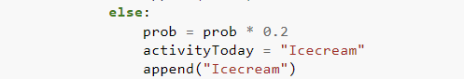 else:
    prob = prob * 0.2
    activityToday = "Icecream"
    append("Icecream")